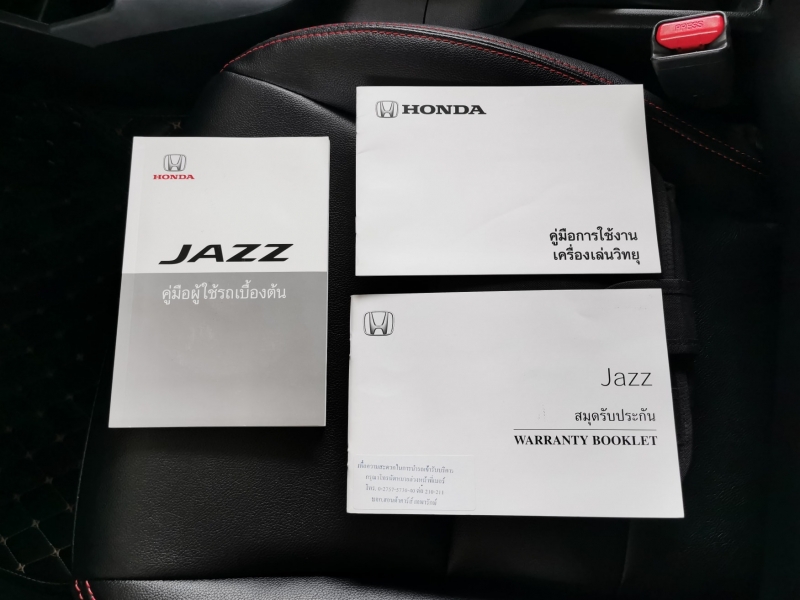 HONDA
JAZZ
คู่มือผู้ใช้รถเบื้องต้น
HONDA
คู่มือการใช้งาน
เครื่องเล่นวิทยุ
Jazz
สมุดรับประกัน
WARRANTY BOOKLET